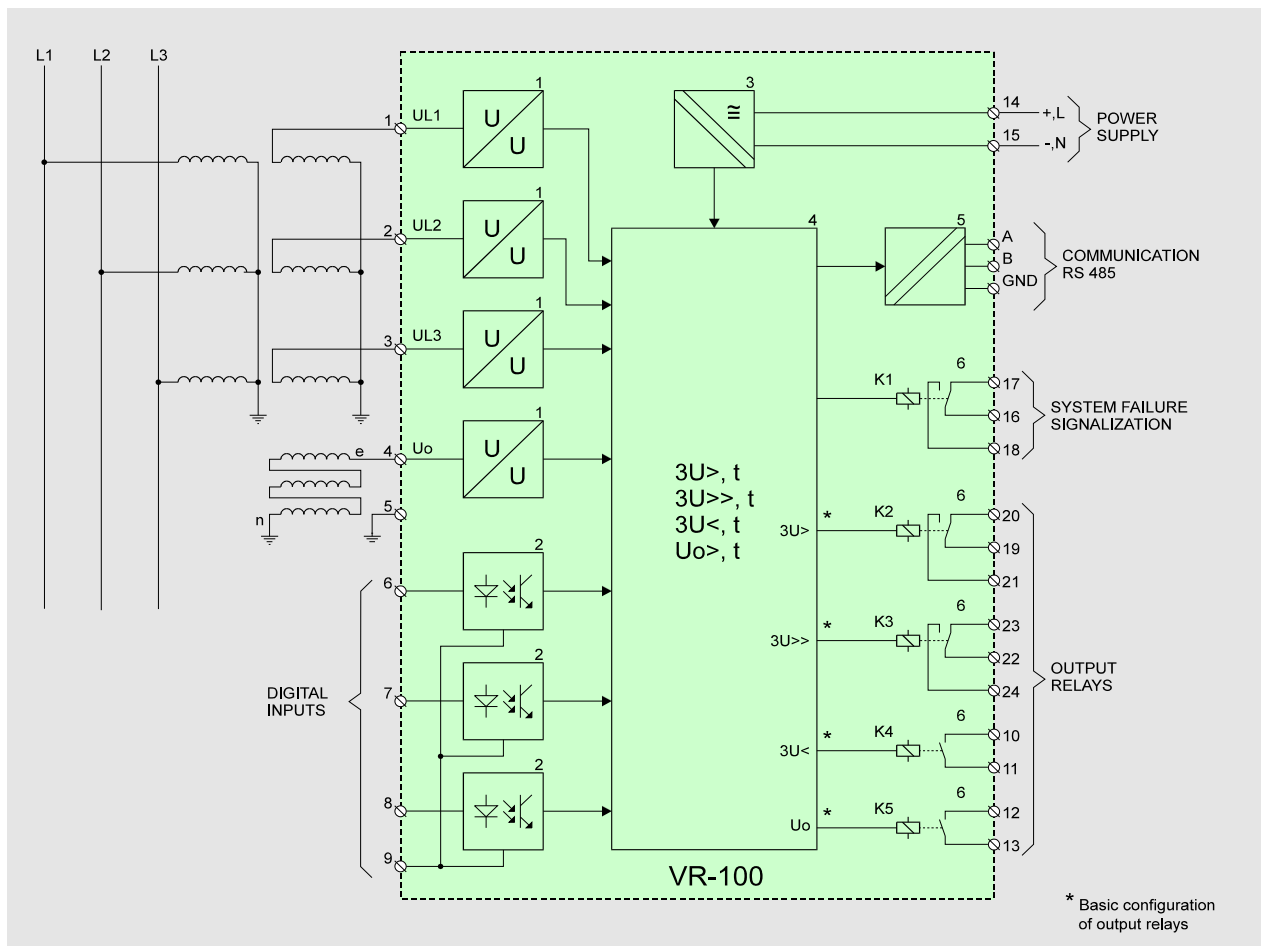 L1
L2
L3
1
UL1
1
U
U
2
UL2
1
U
U
3
UL3
1
U
U
e
4
Uo
1
U
U
n
5
DIGITAL
INPUTS
6
2
7
2
8
2
9
3
≅
14
+,L
15
-,N
POWER
SUPPLY
4
3U>, t
3U>>, t
3U<, t
Uo>, t
5
A
B
GND
COMMUNICATION
RS 485
K1
6
17
16
18
SYSTEM FAILURE
SIGNALIZATION
3U>
*
K2
6
20
19
21
3U>>
*
K3
6
23
22
24
OUTPUT
RELAYS
3U<
*
K4
6
10
11
Uo
*
K5
6
12
13
VR-100
* Basic configuration
of output relays